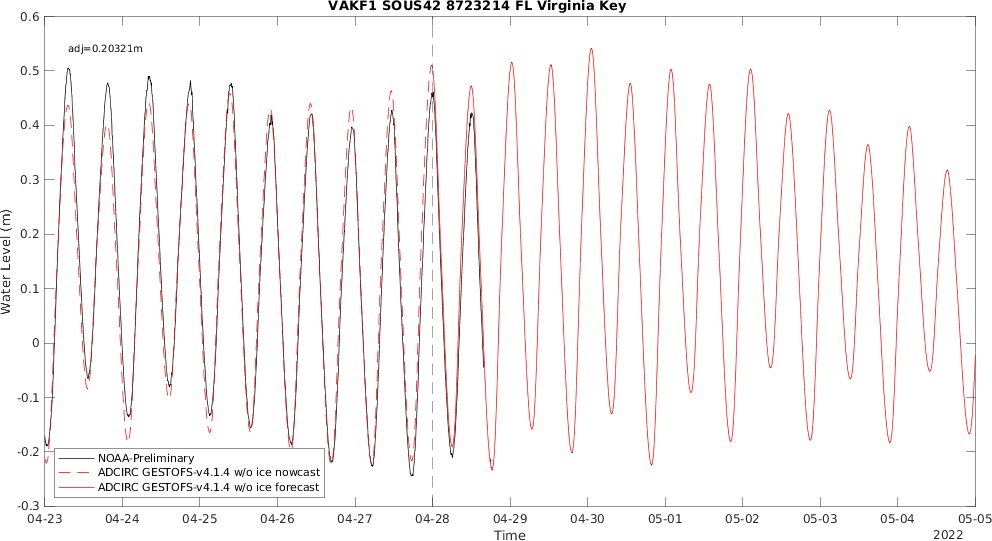 VAKF1 SOUS42 8723214 FL Virginia Key
adj=0.20321m
Water Level (m)
0.6
0.5
0.4
0.3
0.2
0.1
0
-0.1
-0.2
-0.3
NOAA-Preliminary
ADCIRC GESTOFS-v4.1.4 w/o ice nowcast
ADCIRC GESTOFS-v4.1.4 w/o ice forecast
04-23 04-24 04-25 04-26 04-27 04-28 04-29 04-30 05-01 05-02 05-03 05-04 05-05
Time
2022